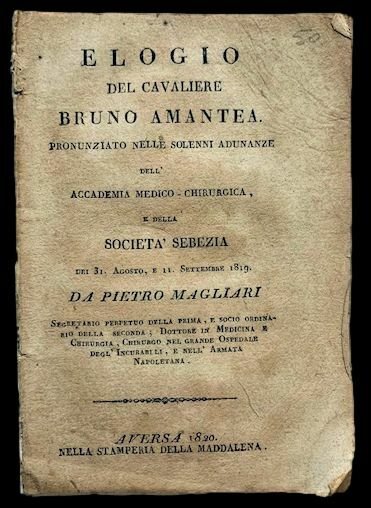 50
ELOGIO
DEL CAVALIERE
BRUNO AMANTEA.
PRONUNZIATO NELLE SOLENNI ADUNANZE
DELL'
ACCADEMIA MEDICO - CHIRURGICA,
E DELLA
SOCIETA' SEBEZIA
DEI 31. AGOSTO, E 11. SETTEMBRE 1819.
DA PIETRO MAGLIARI
SEGRETARIO PERPETUO DELLA PRIMA, E SOCIO ORDINA-
RIO DELLA SECONDA; DOTTORE IN MEDICINA E
CHIRURGIA, CHIRURGO NEL GRANDE OSPEDALE
DEGL' INCURABILI, E NELL' ARMATA
NAPOLETANA.
AVERSA 1820.
NELLA STAMPERIA DELLA MADDALENA.